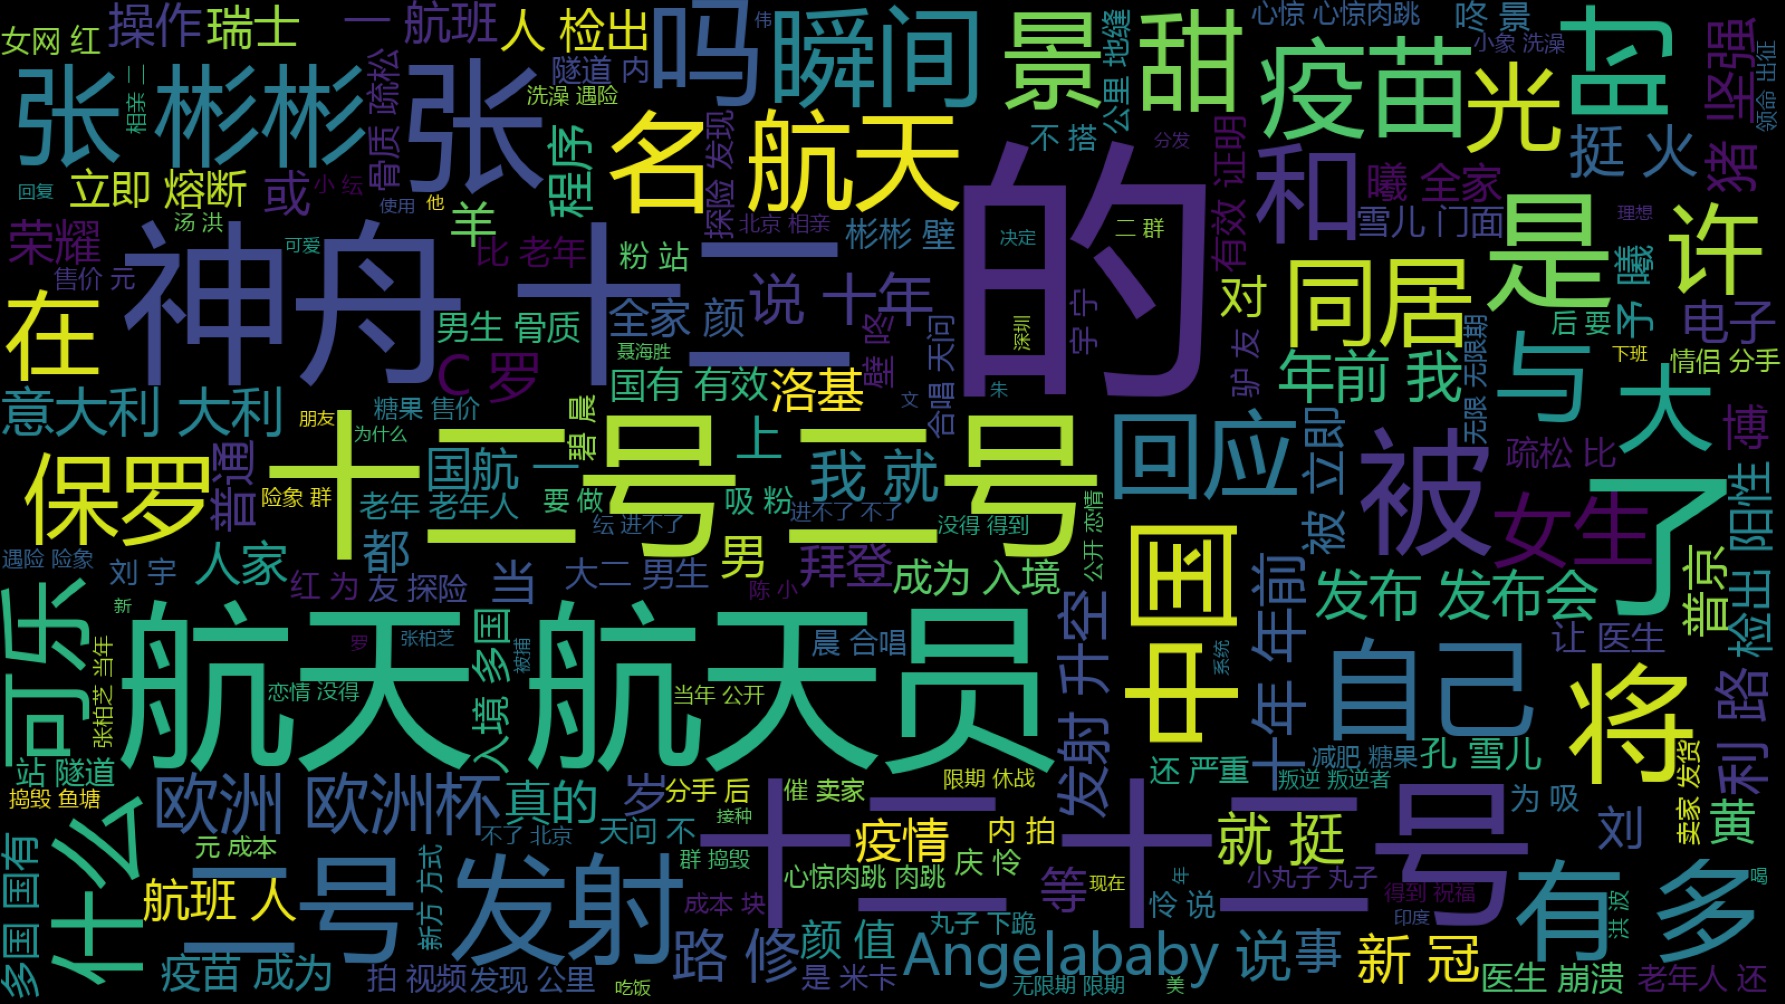 女网 红
操作 瑞士
一 航班
人 检出
伟
吗 瞬间
景 甜
地缝
心惊 心惊肉跳
咚 景
小象 洗澡
时
坚强
领命 出征
张 彬彬
相亲 二
疏松
张
隧道 内
洗澡 遇险
公里
疫苗
光
挺 火
猪
名 航天
探险 发现
不 搭
分发
有效 证明
和
曦 全家
立即 熔断
或
小 纭
骨质
程序
回复
使用 他
羊
的
雪儿 门面
理想
是
许
汤 洪
可爱
荣耀
售价 元
比 老年
粉 站
北京 相亲
彬彬 壁
决定
二 群
神舟 十二
说 十年
对
同居
予 曦
电子
在
男生 骨质
全家 颜
聂海胜
咚
壁
合唱 天问
深圳
宇 宁
驴 友
无限 无限期
后 要
下班
情侣 分手
C 罗
国有 有效
洛基
文
朱
年前 我
与
大
意大利 大利
糖果 售价
朋友
为什么
碧 晨
上
我 就
回应
被 立即
被
疏松 比
博
保罗
普通
十二号 二号
国航 一
险象 群
老年 老年人
要 做
吸 粉
进不了 不了
没得 得到
公开 恋情
女生
了
阳性
检出
遇险 险象
刘 宇
人家
都
纭 进不了
男
拜登
陈 小
成为 入境
中国
年前
十年
发布 发布会
普京
红 为
友 探险
当
大二 男生
让 医生
可乐
新
张柏芝 当年
航天 航天员
罗
张柏芝
多国
入境
被捕
晨 合唱
发射 升空
系统
自己
将
路
利
恋情 没得
当年 公开
减肥 糖果
孔 雪儿
卖家 发货
站 隧道
捣毁 鱼塘
还 严重
叛逆 叛逆者
为 吸
欧洲 欧洲杯
真的
岁
分手 后
催 卖家
限期 休战
刘
黄
什么
元 成本
不了 北京
天问 不
接种
十二 十二号
疫情
内 拍
就 挺
多国 国有
航班 人
二号 发射
新方 方式
群 捣毁
心惊肉跳 肉跳
庆 怜
现在
等
年
怜 说
小丸子 丸子
得到 祝福
印度
有 多
洪 波
喝
疫苗 成为
成本 块
颜 值
丸子 下跪
Angelababy 说
事
新 冠
拍 视频
发现 公里
吃饭
路 修
是 米卡
无限期 限期
美
医生 崩溃
老年人 还